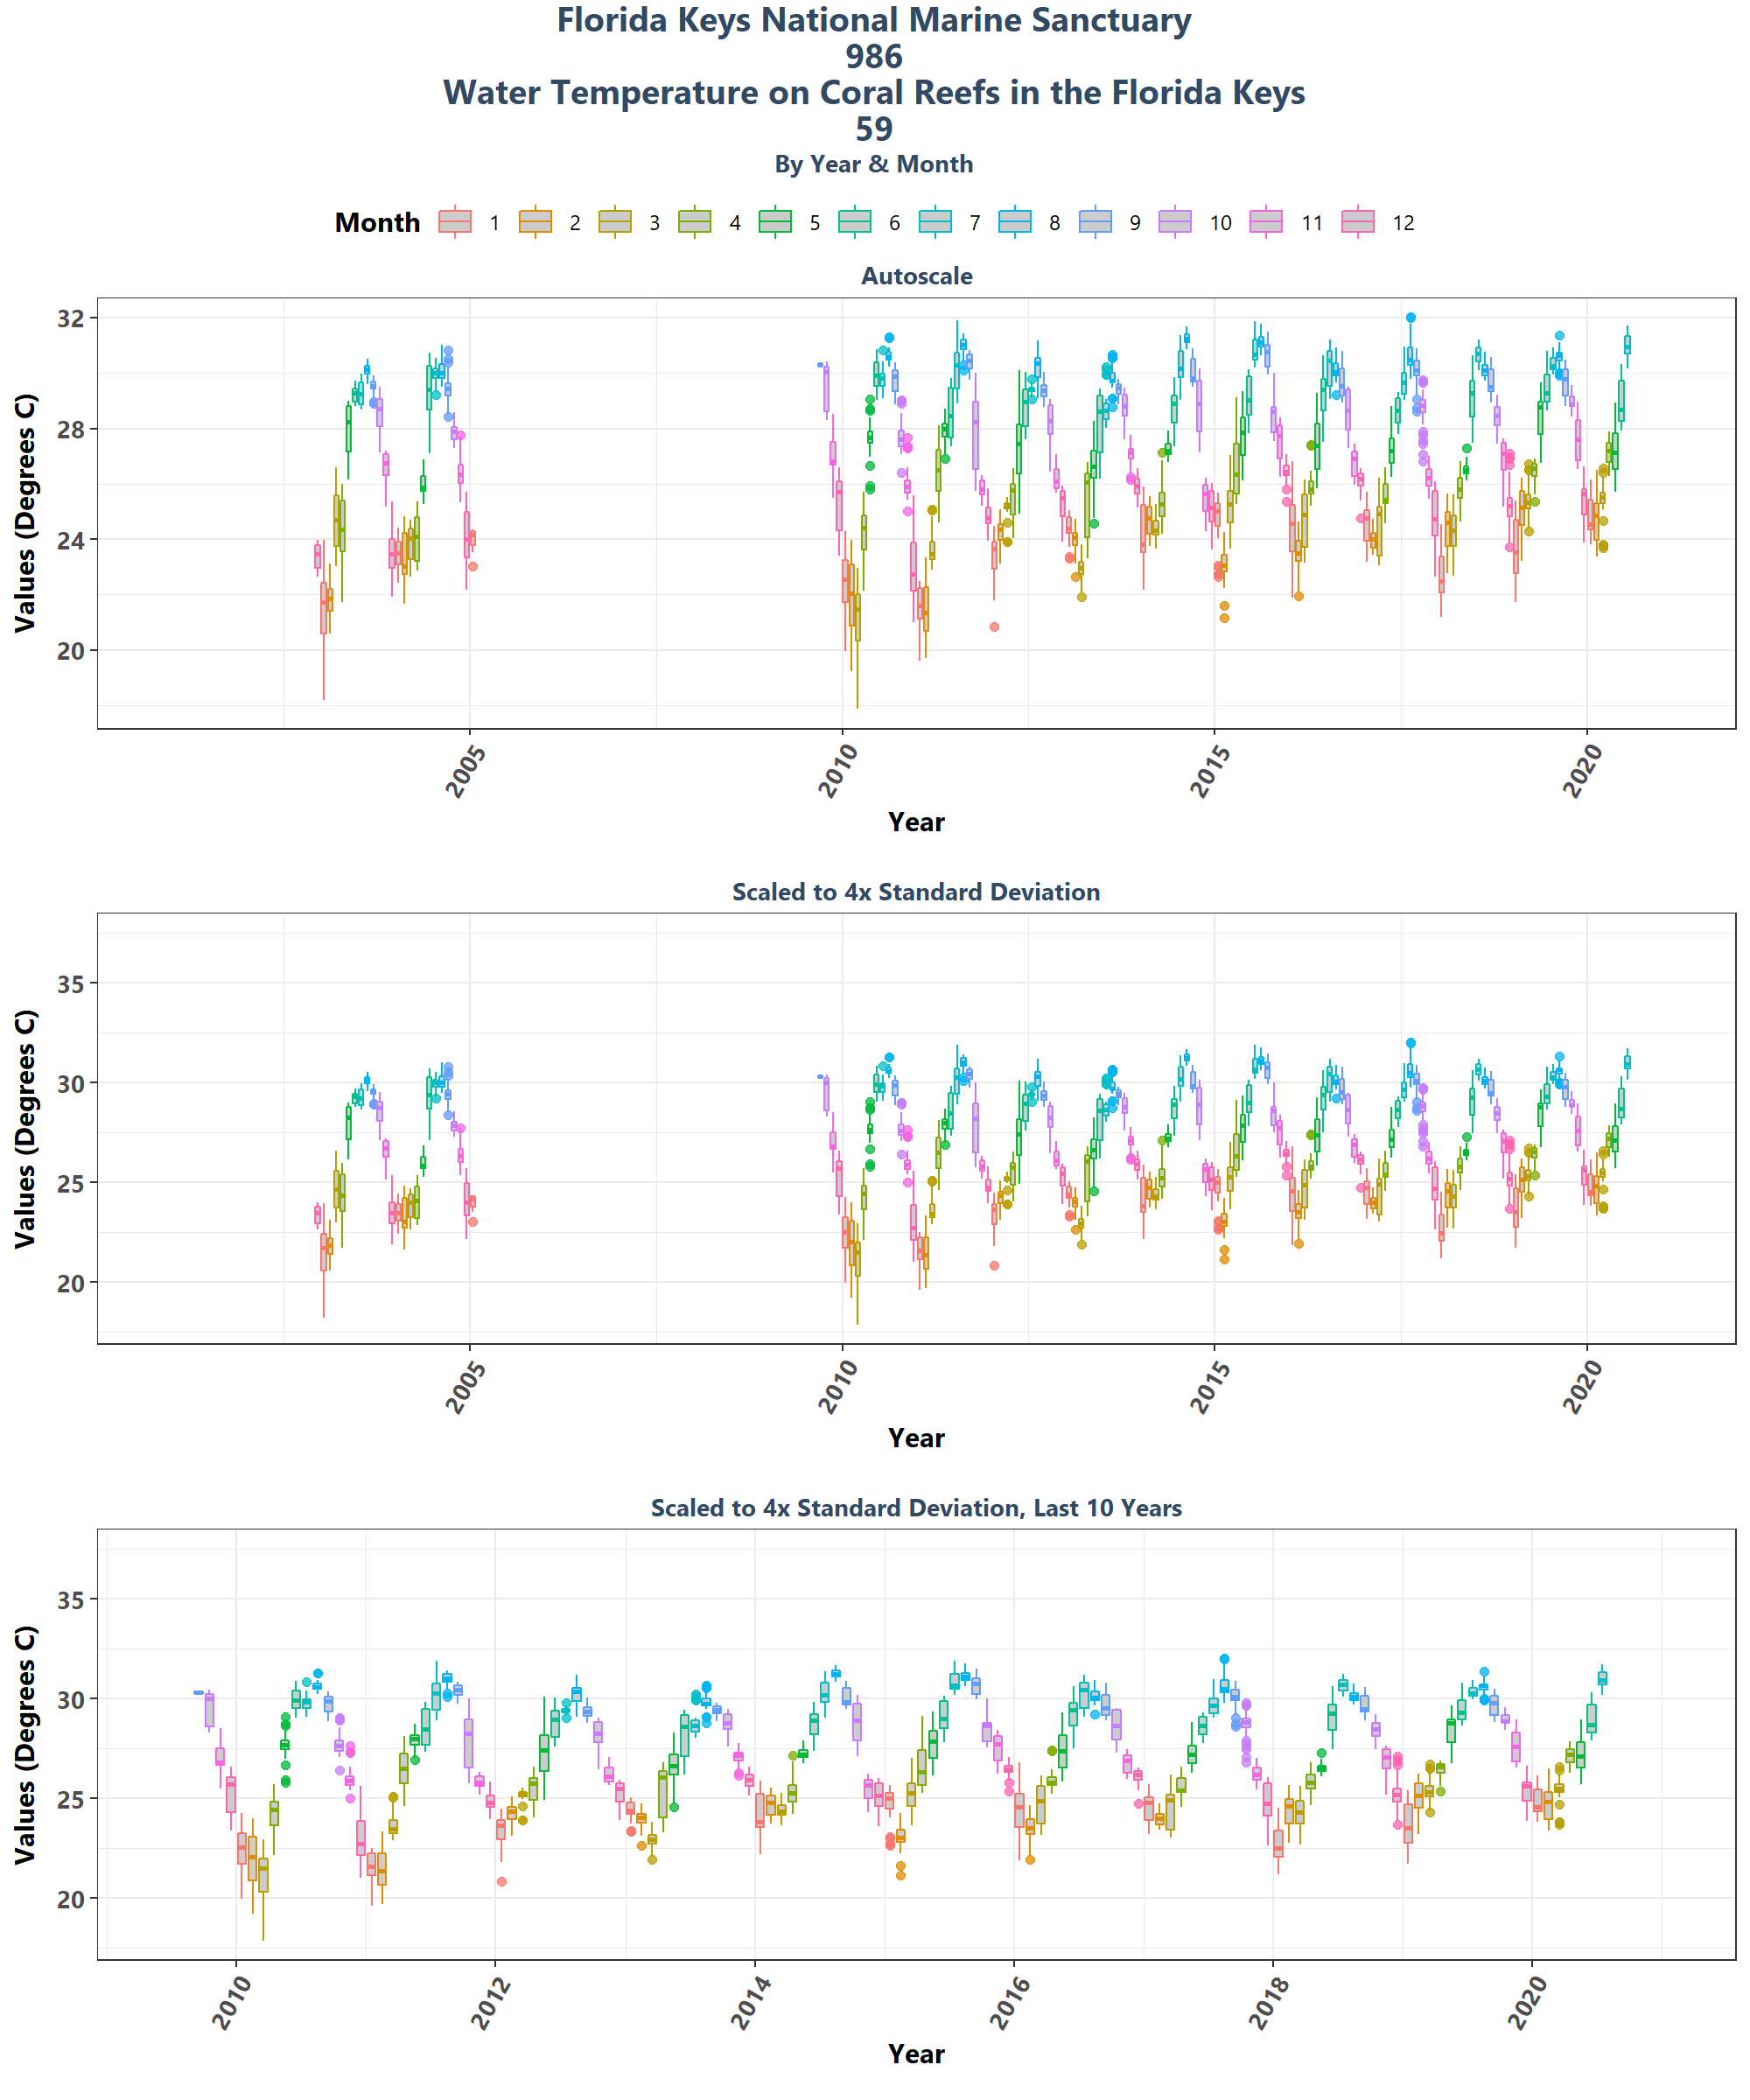 Florida Keys National Marine Sanctuary
986
Water Temperature on Coral Reefs in the Florida Keys
59
By Year & Month
Month 1 2 3 4 5 6 7 8 9 10 11 12
Autoscale
Values (Degrees C)
32
28
24
20
2005 2010 2015 2020
Year
Scaled to 4x Standard Deviation
Values (Degrees C)
35
30
25
20
2005 2010 2015 2020
Year
Scaled to 4x Standard Deviation, Last 10 Years
Values (Degrees C)
35
30
25
20
2010 2012 2014 2016 2018 2020
Year